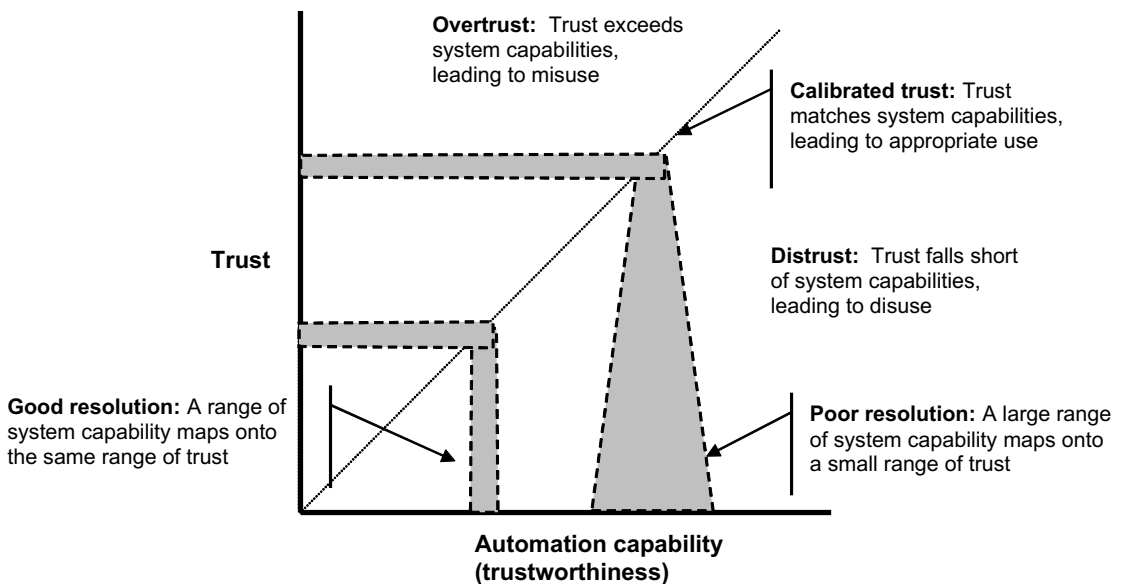 Overtrust: Trust exceeds
system capabilities,
leading to misuse
Calibrated trust: Trust
matches system capabilities,
leading to appropriate use
Trust
Distrust: Trust falls short
of system capabilities,
leading to disuse
Good resolution: A range of
system capability maps onto
the same range of trust
Poor resolution: A large range
of system capability maps onto
a small range of trust
Automation capability
(trustworthiness)